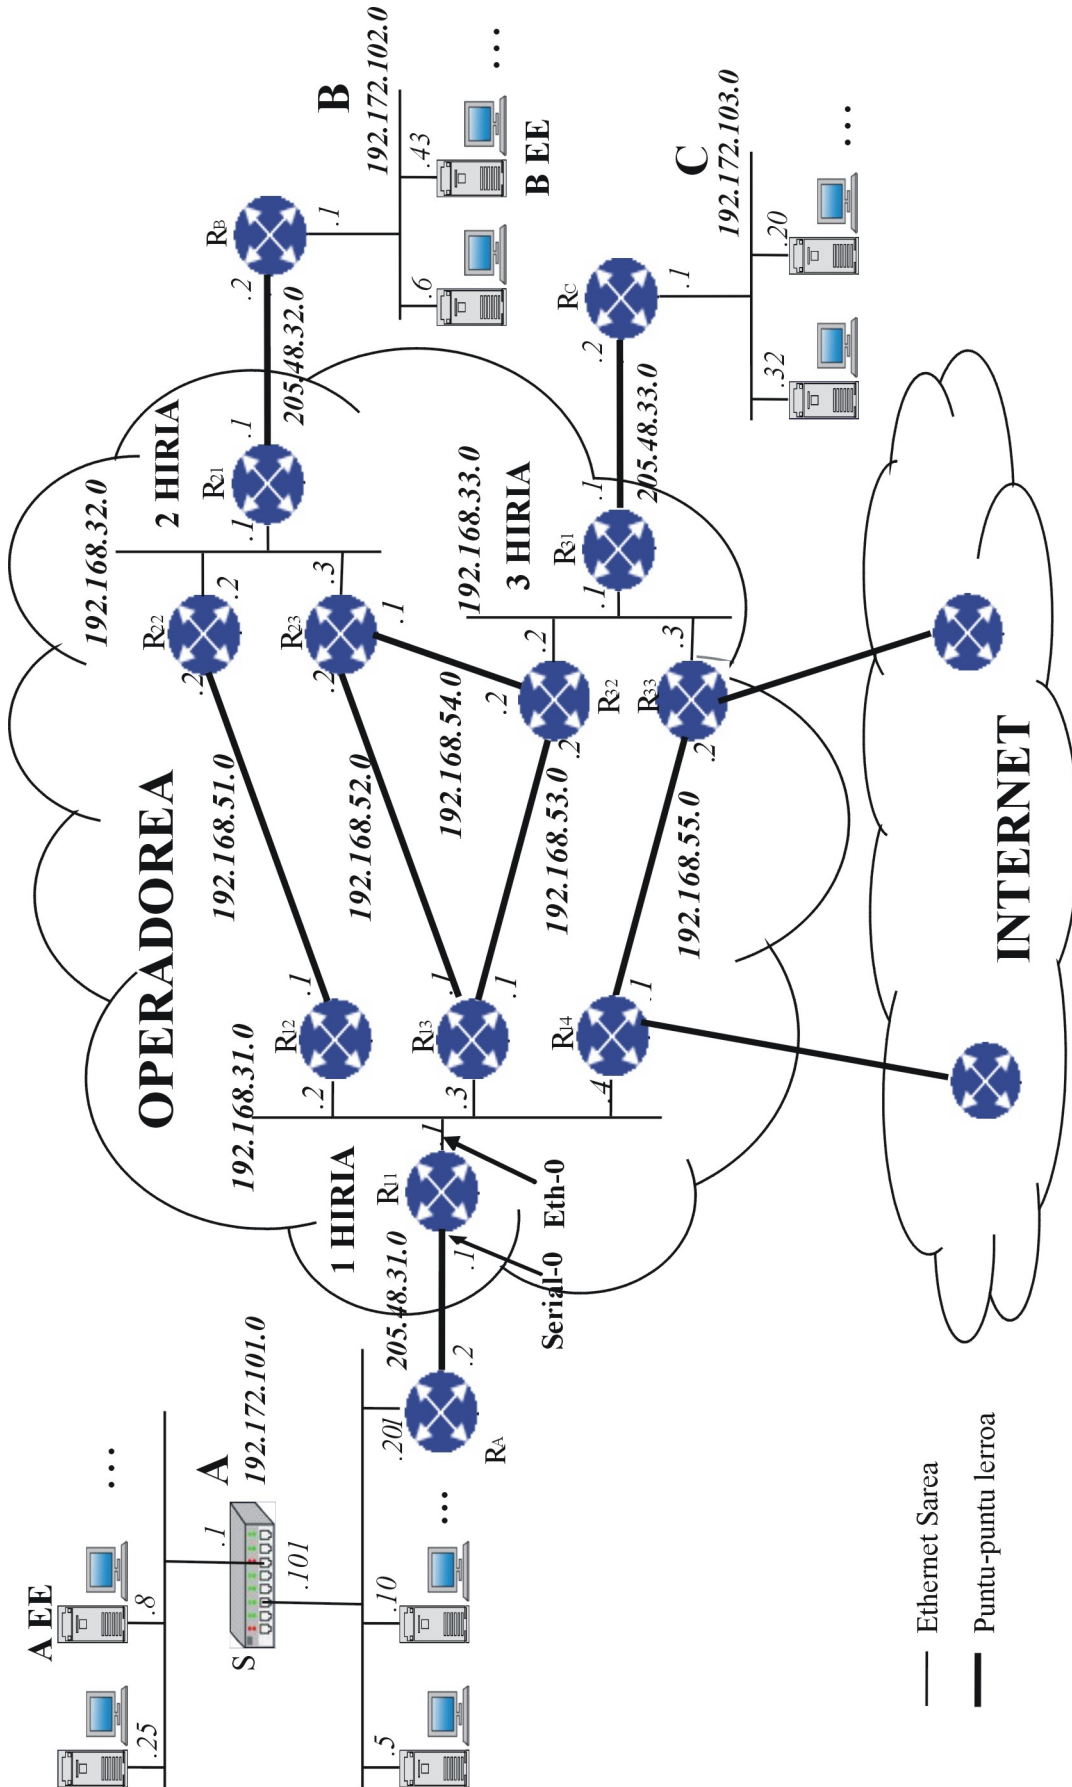 A EE
.25
.8
...
S
.1
.101
A
192.172.101.0
.5
.10
...
.201
RA
.2
205.48.31.0
.1
Serial-0
Eth-0
1 HIRIA
R11
.1
192.168.31.0
OPERADOREA
.2
R12
.1
.3
R13
.1
.1
.4
R14
.1
192.168.51.0
192.168.52.0
192.168.54.0
192.168.53.0
192.168.55.0
.2
R22
.2
.2
R23
.3
.1
192.168.32.0
2 HIRIA
.1
R21
.1
205.48.32.0
.2
RB
.1
B
192.172.102.0
.6
.43
B EE
...
.2
.2
R32
.2
.2
R33
.3
192.168.33.0
3 HIRIA
.1
R31
.1
205.48.33.0
.2
RC
.1
C
192.172.103.0
.32
.20
...
INTERNET
Ethernet Sarea
Puntu-puntu lerroa